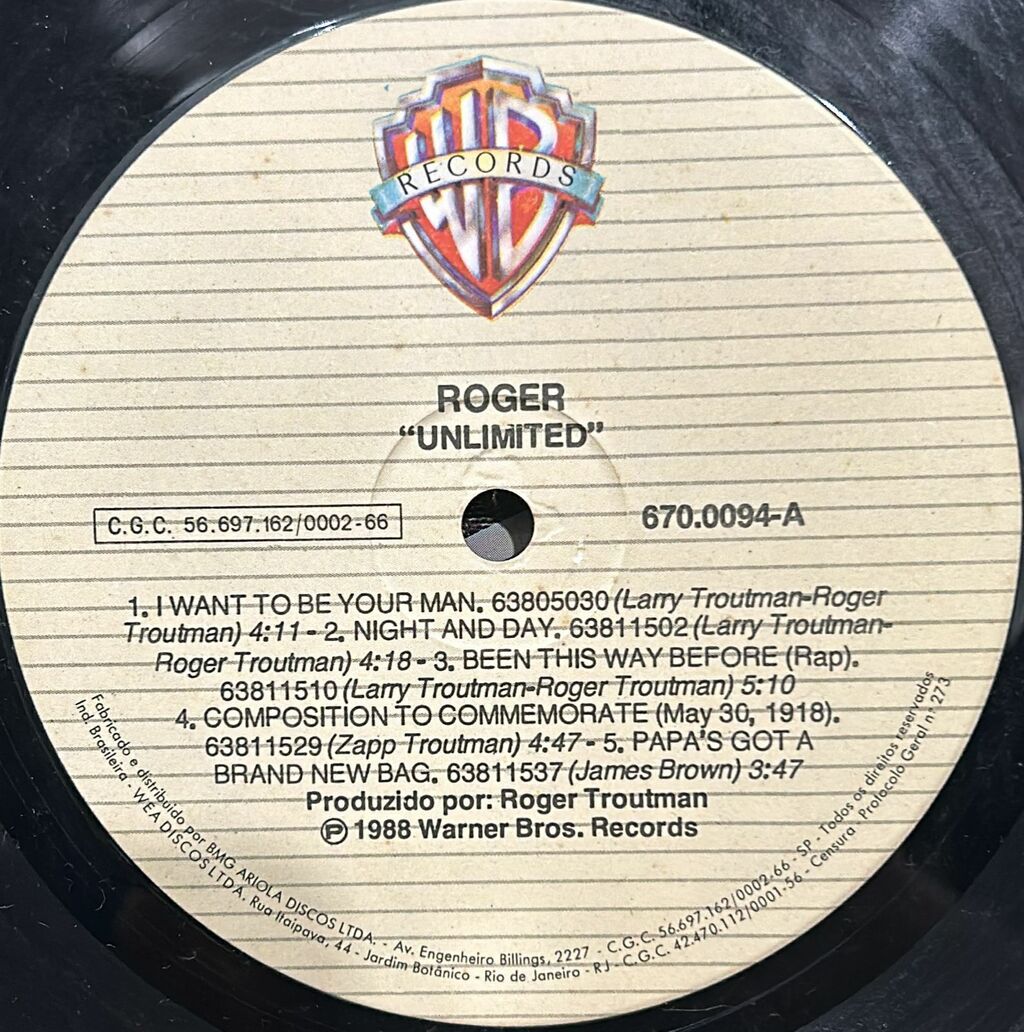 WB
RECORDS
ROGER
“UNLIMITED”
C.G.C. 56.697.162/0002-66
670.0094-A
1. I WANT TO BE YOUR MAN. 63805030 (Larry Troutman-Roger
Troutman) 4:11 - 2. NIGHT AND DAY. 63811502 (Larry Troutman-
Roger Troutman) 4:18 - 3. BEEN THIS WAY BEFORE (Rap).
63811510 (Larry Troutman-Roger Troutman) 5:10
4. COMPOSITION TO COMMEMORATE (May 30, 1918).
63811529 (Zapp Troutman) 4:47 - 5. PAPA'S GOT A
BRAND NEW BAG. 63811537 (James Brown) 3:47
Produzido por: Roger Troutman
℗ 1988 Warner Bros. Records
Fabricado e distribuido por BMG ARIOLA DISCOS LTDA. - Av. Engenheiro Billings, 2227 - C.G.C. 56.697.162/0002-66 - SP - Todos os direitos reservados
Ind. Brasileira - WEA DISCOS LTDA. Rua Itaipava, 44 - Jardim Botânico - Rio de Janeiro - RJ - C.G.C. 42.470.112/0001-56 - Censura Protocolo Geral nº 273